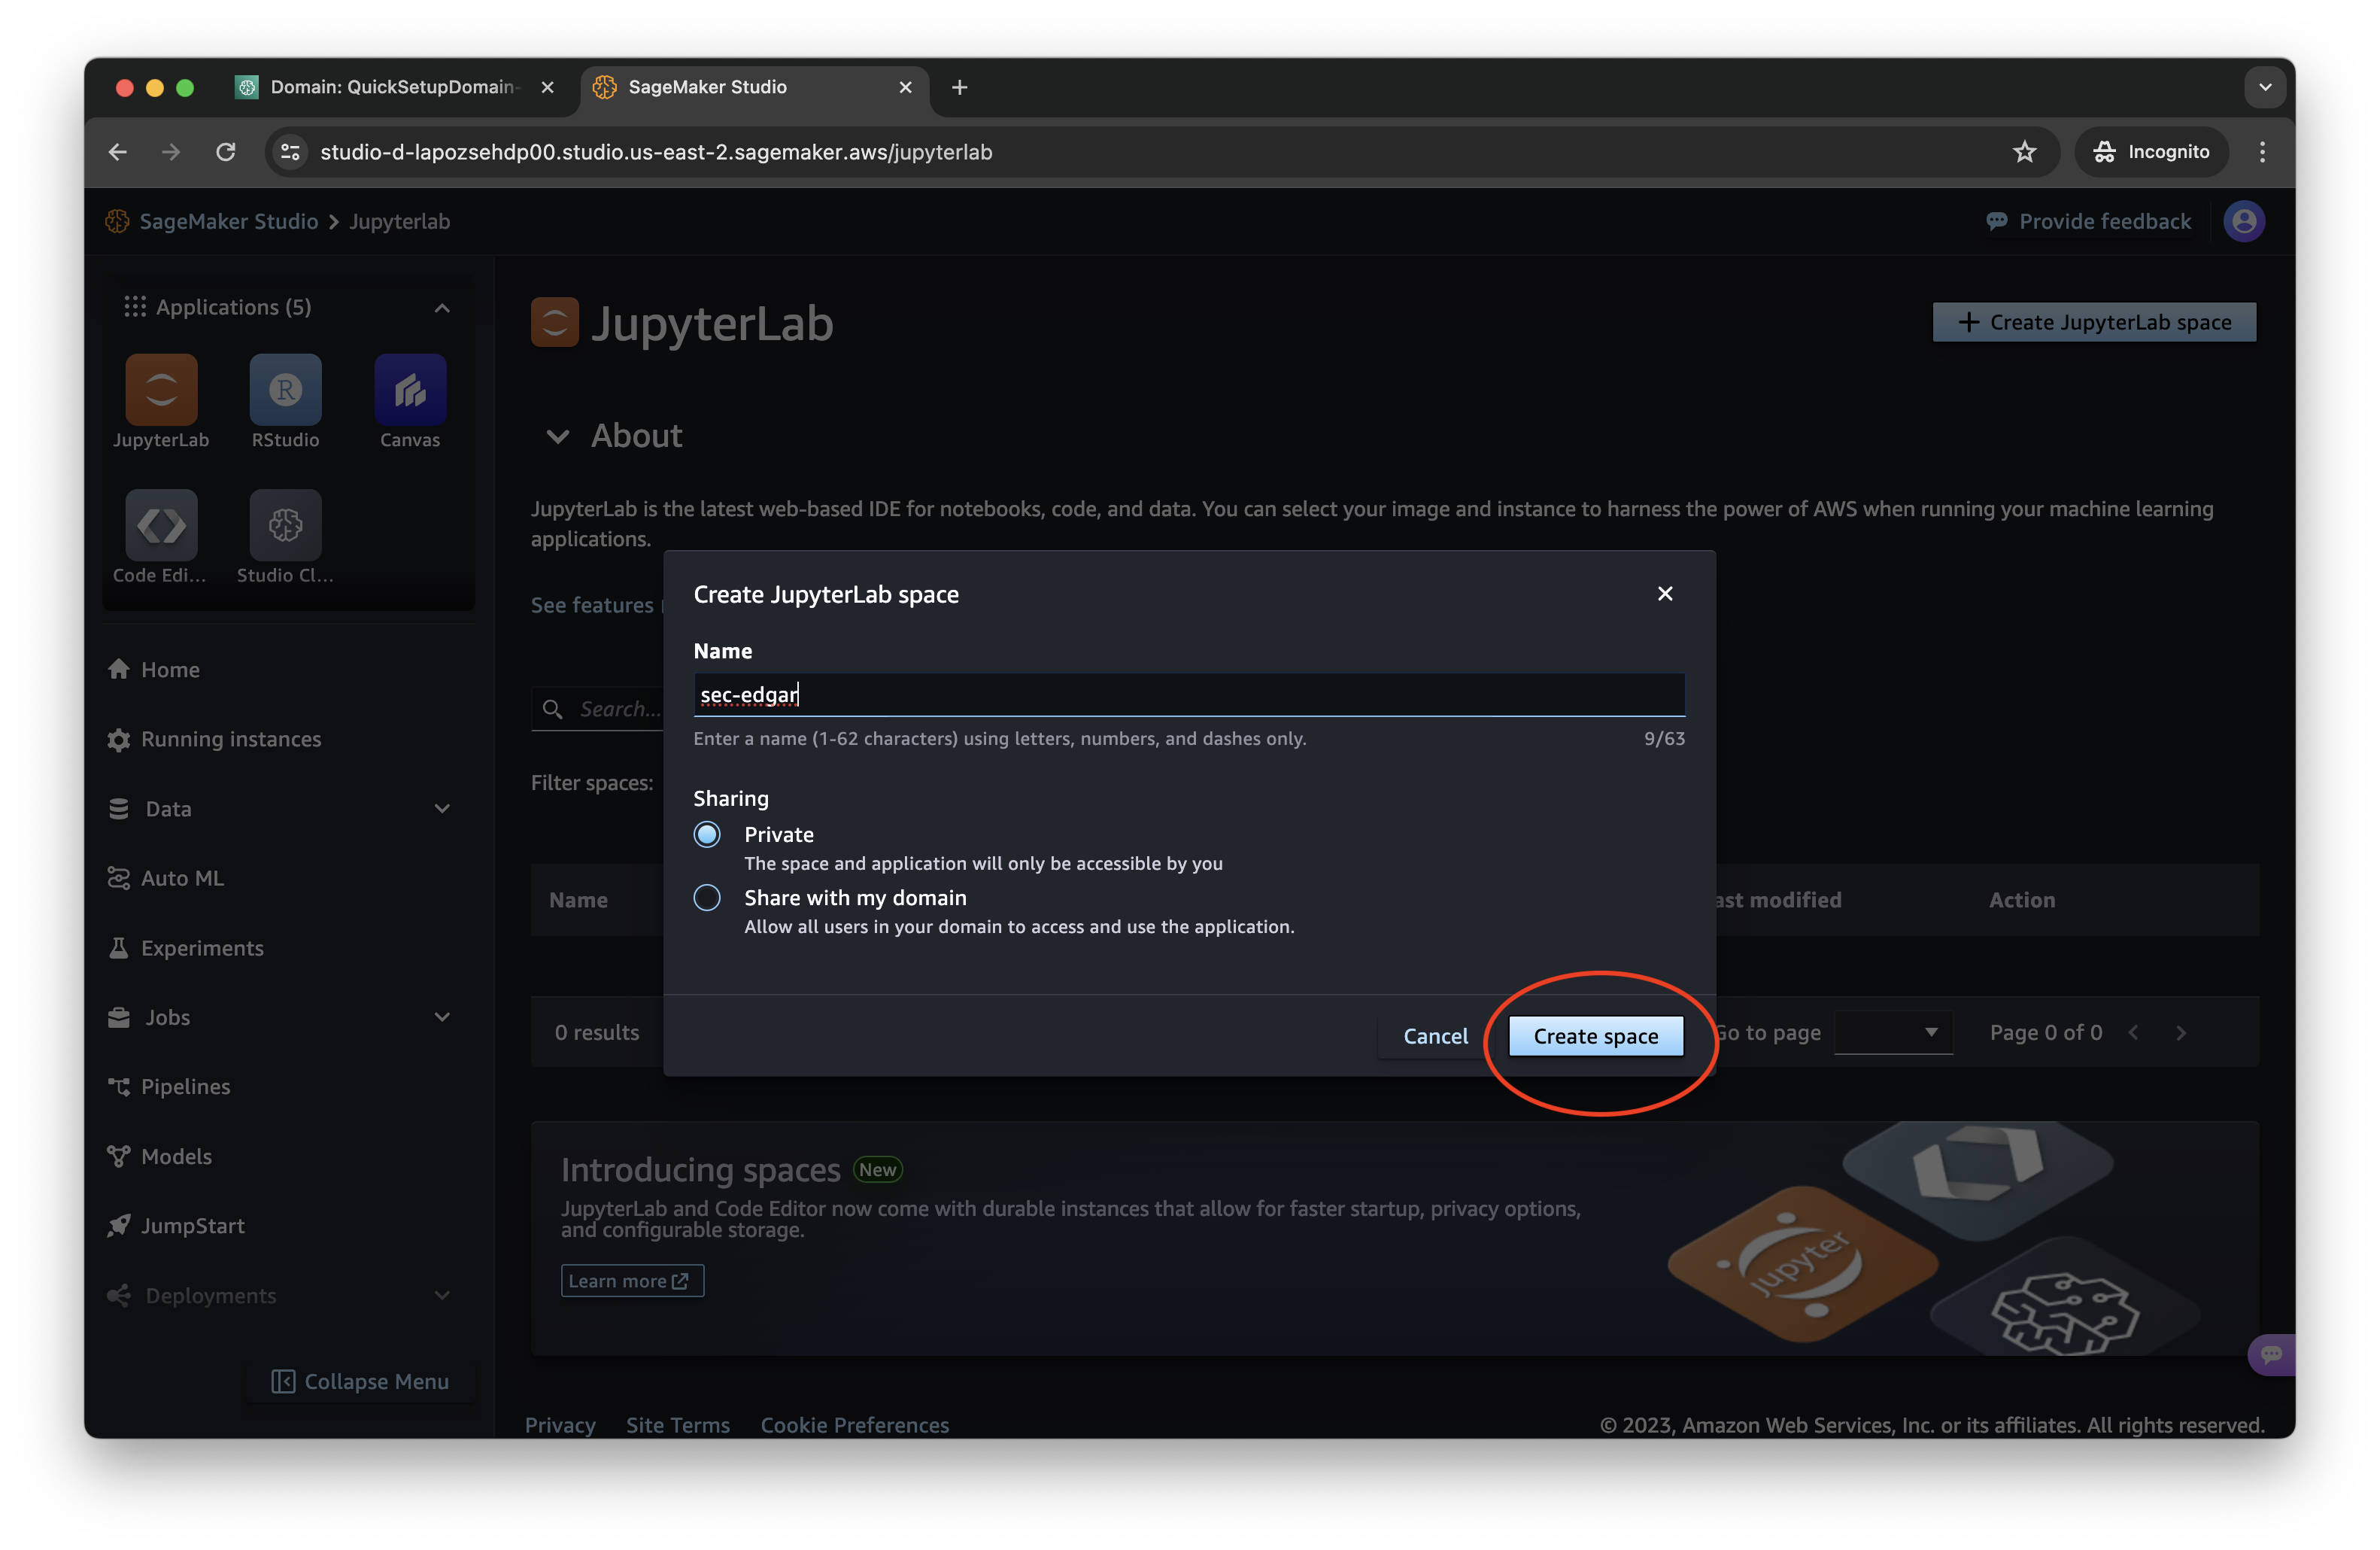 Domain: QuickSetupDomain-
SageMaker Studio
studio-d-lapozsehdp00.studio.us-east-2.sagemaker.aws/jupyterlab
Incognito
SageMaker Studio > Jupyterlab
Provide feedback
Applications (5)
JupyterLab
RStudio
Canvas
Code Edi...
Studio Cl...
Home
Running instances
Data
Auto ML
Experiments
Jobs
Pipelines
Models
JumpStart
Deployments
Collapse Menu
JupyterLab
+ Create JupyterLab space
About
JupyterLab is the latest web-based IDE for notebooks, code, and data. You can select your image and instance to harness the power of AWS when running your machine learning
applications.
See features
Search...
Filter spaces:
Name
ast modified
Action
0 results
Go to page
Page 0 of 0
Create JupyterLab space
Name
sec-edgar
Enter a name (1-62 characters) using letters, numbers, and dashes only.
9/63
Sharing
Private
The space and application will only be accessible by you
Share with my domain
Allow all users in your domain to access and use the application.
Cancel
Create space
Introducing spaces
New
JupyterLab and Code Editor now come with durable instances that allow for faster startup, privacy options,
and configurable storage.
Learn more
jupyter
Privacy
Site Terms
Cookie Preferences
© 2023, Amazon Web Services, Inc. or its affiliates. All rights reserved.